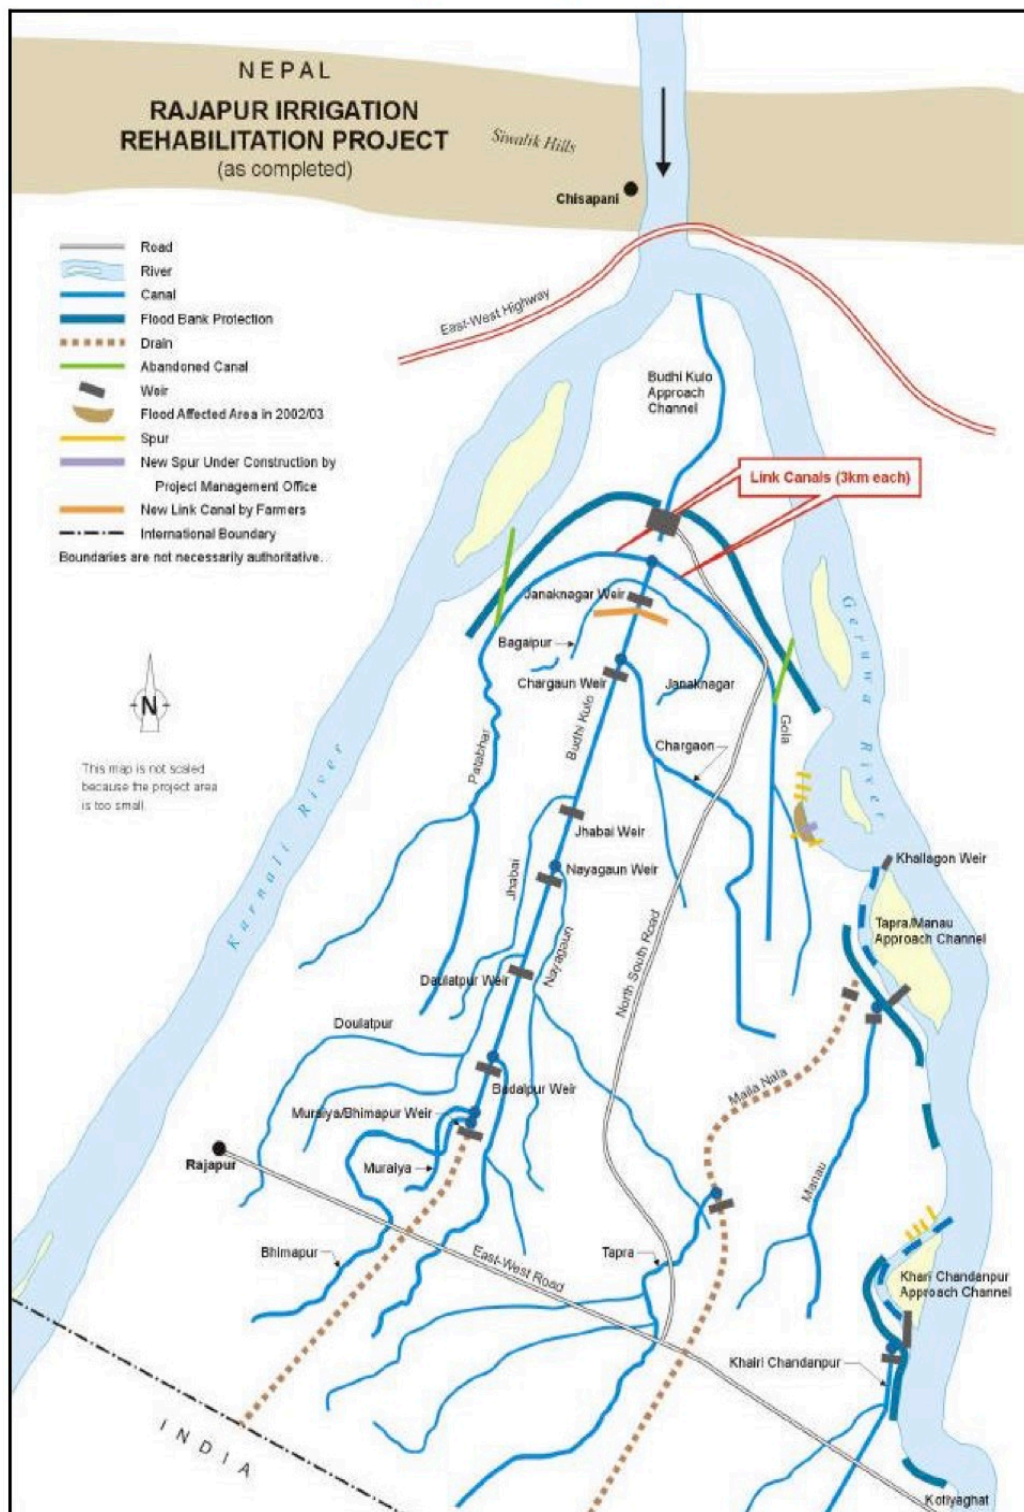 NEPAL
RAJAPUR IRRIGATION
REHABILITATION PROJECT
(as completed)
Siwalik Hills
Chisapani
Road
River
Canal
Flood Bank Protection
Drain
Abandoned Canal
Weir
Flood Affected Area in 2002/03
Spur
New Spur Under Construction by
Project Management Office
New Link Canal by Farmers
International Boundary
Boundaries are not necessarily authoritative.
East-West Highway
Budhi Kulo
Approach
Channel
Link Canals (3km each)
Janaknagar Weir
Bagaipur
Chargaun Weir
Janaknagar
Geruwa River
N
This map is not scaled
because the project area
is too small.
Karnali River
Patabhar
Budhi Kulo
Chargaon
Gola
Jhabai Weir
Jhabai
Nayagaun Weir
Khallagon Weir
Tapra/Manau
Approach Channel
Nayagaun
North South Road
Daulatpur Weir
Doulatpur
Badalpur Weir
Maila Nala
Muraiya/Bhimapur Weir
Rajapur
Muraiya
Manau
Bhimapur
East-West Road
Tapra
Khari Chandanpur
Approach Channel
Khairi Chandanpur
INDIA
Kotiyaghat